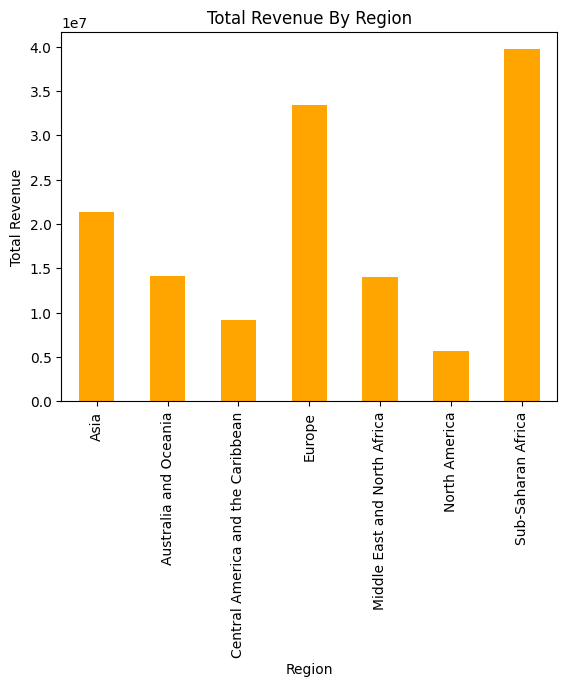 Total Revenue By Region
1e7
4.0
3.5
3.0
2.5
2.0
1.5
1.0
0.5
0.0
Total Revenue
Asia
Australia and Oceania
Central America and the Caribbean
Europe
Middle East and North Africa
North America
Sub-Saharan Africa
Region